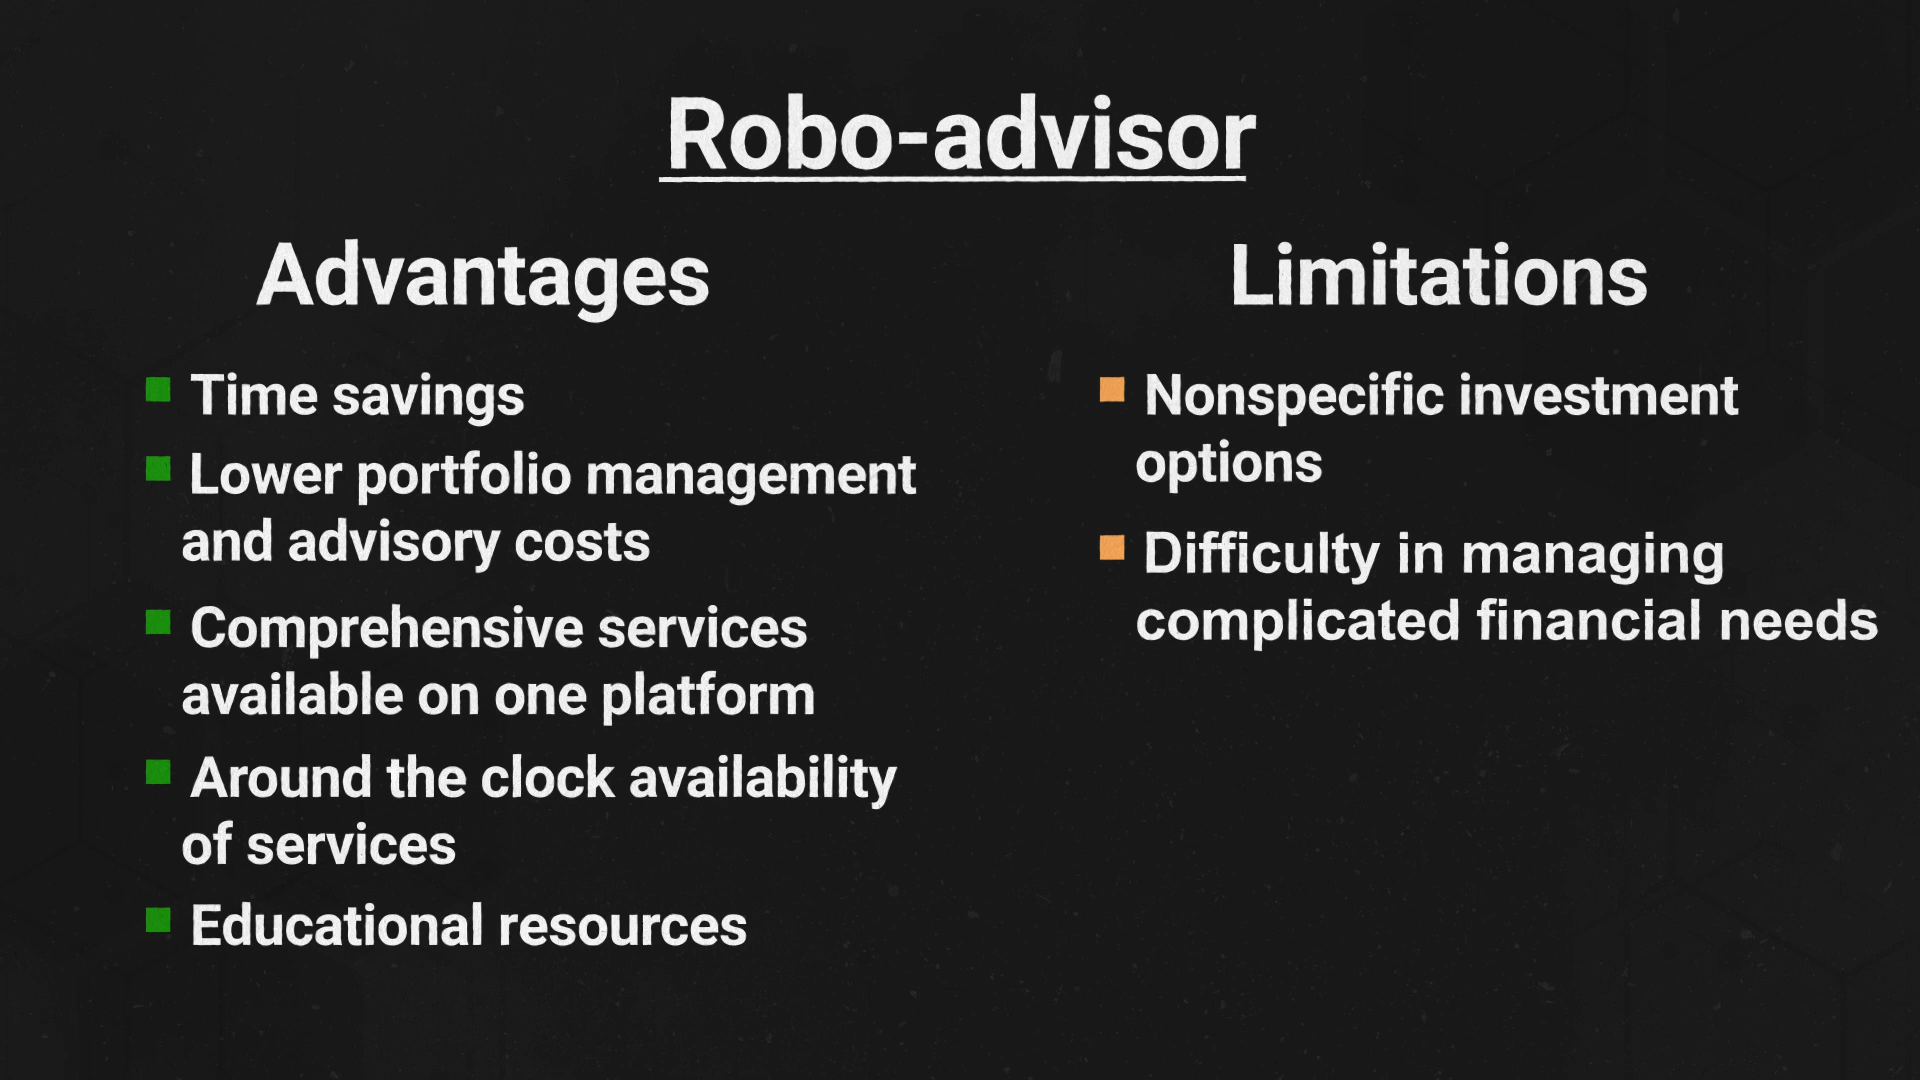 Robo-advisor
Advantages
Time savings
Lower portfolio management
and advisory costs
Comprehensive services
available on one platform
Around the clock availability
of services
Educational resources
Limitations
Nonspecific investment
options
Difficulty in managing
complicated financial needs